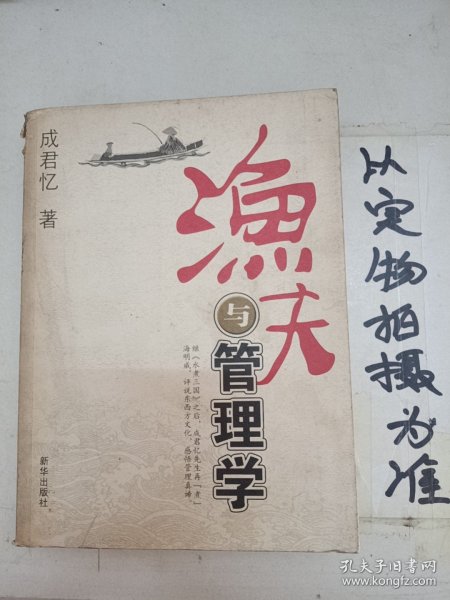 成君忆 著
渔夫
与
管理学
继《水煮三国》之后，成君忆先生再“煮”
海明威，评说东西方文化，感悟管理真谛。
新华出版社
以实物拍摄为准
孔夫子旧书网
www.kongfz.com